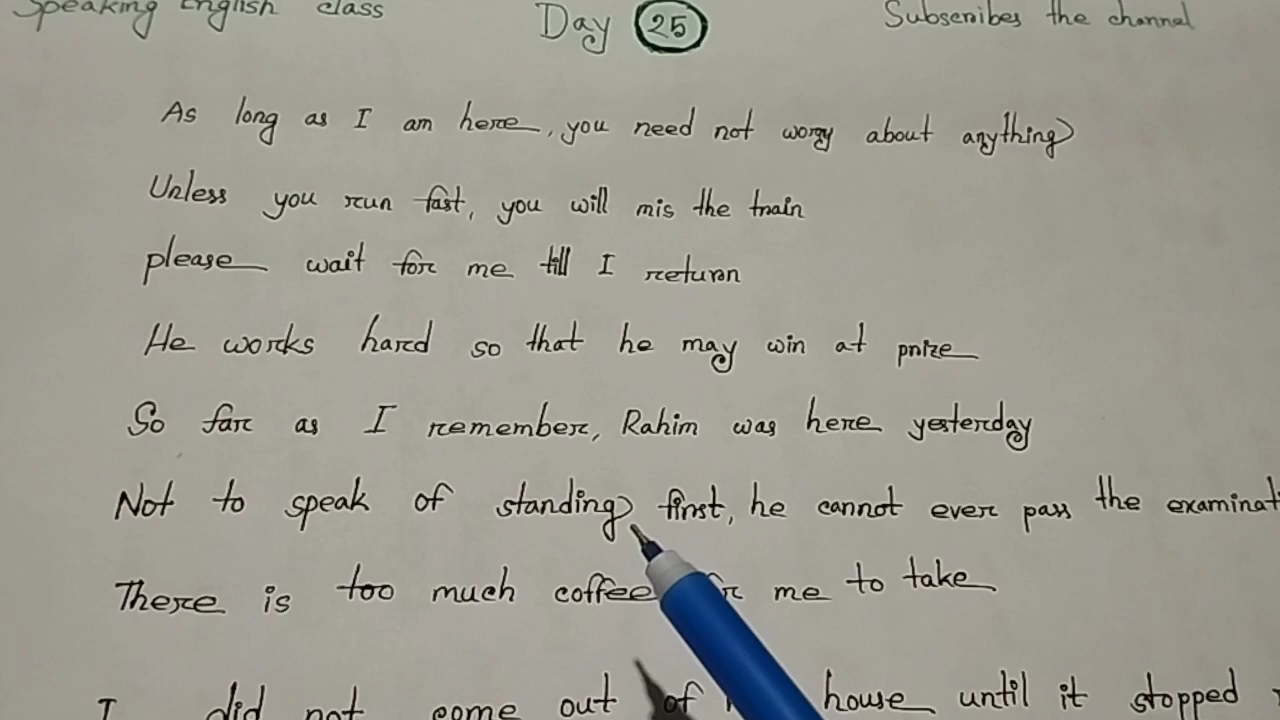 Speaking English class Day 25 Subscribes the channel
As long as I am here, you need not worry about anything
Unless you run fast, you will mis the train
please wait for me till I return
He works hard so that he may win at prize
So far as I remember, Rahim was here yesterday
Not to speak of standing first, he cannot ever pass the examinat
There is too much coffee me to take
I did not come out of house until it stopped